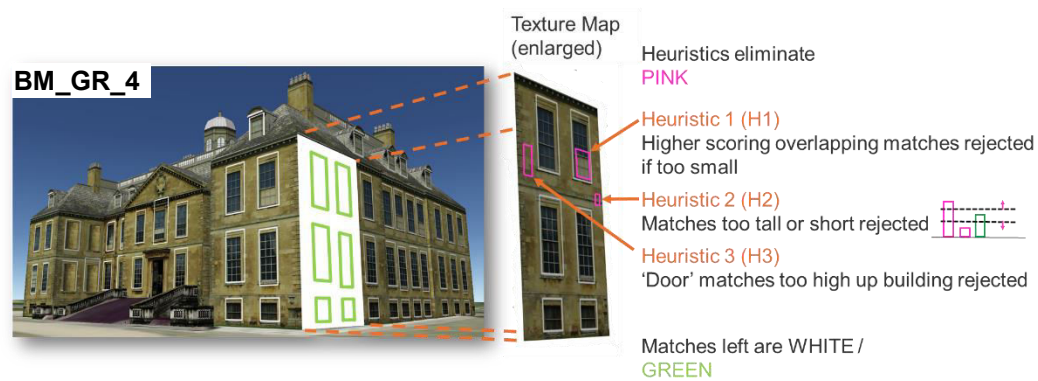 BM_GR_4
Texture Map
(enlarged)
Heuristics eliminate
PINK
Heuristic 1 (H1)
Higher scoring overlapping matches rejected
if too small
Heuristic 2 (H2)
Matches too tall or short rejected
Heuristic 3 (H3)
‘Door’ matches too high up building rejected
Matches left are WHITE /
GREEN